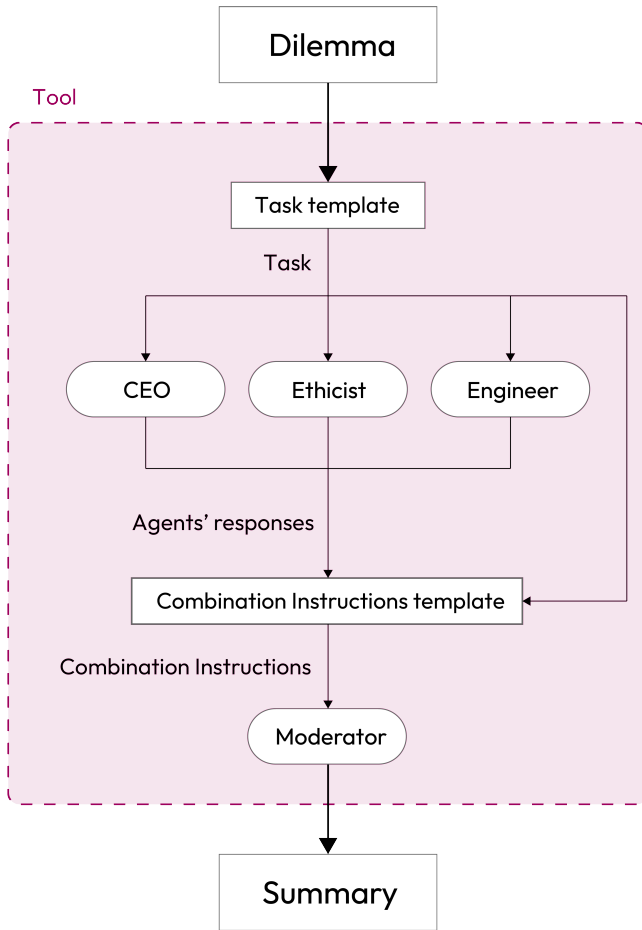 Dilemma
Tool
Task template
Task
CEO
Ethicist
Engineer
Agents’ responses
Combination Instructions template
Combination Instructions
Moderator
Summary